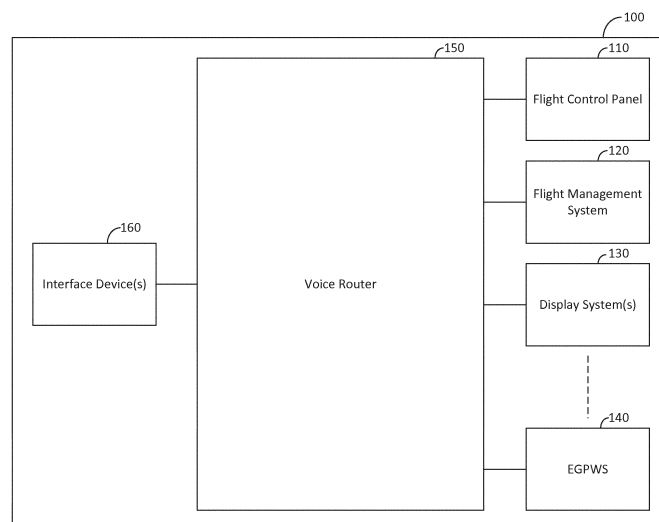 100
150
110
Flight Control Panel
120
Flight Management
System
160
130
Interface Device(s)
Voice Router
Display System(s)
140
EGPWS